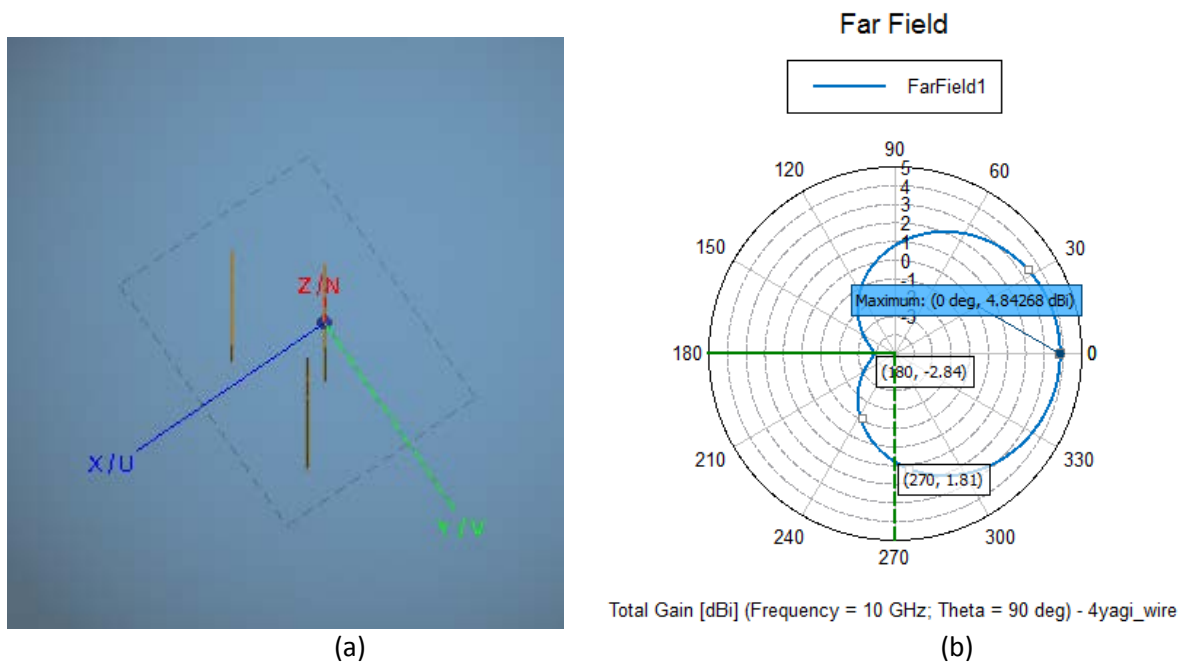 Far Field
FarField1
Z/N
X/U
Y/V
90
120
60
150
30
180
0
210
330
240
300
270
5
4
3
2
1
0
-1
-3
Maximum: (0 deg, 4.84268 dBi)
(180, -2.84)
(270, 1.81)
Total Gain [dBi] (Frequency = 10 GHz; Theta = 90 deg) - 4yagi_wire
(a)
(b)